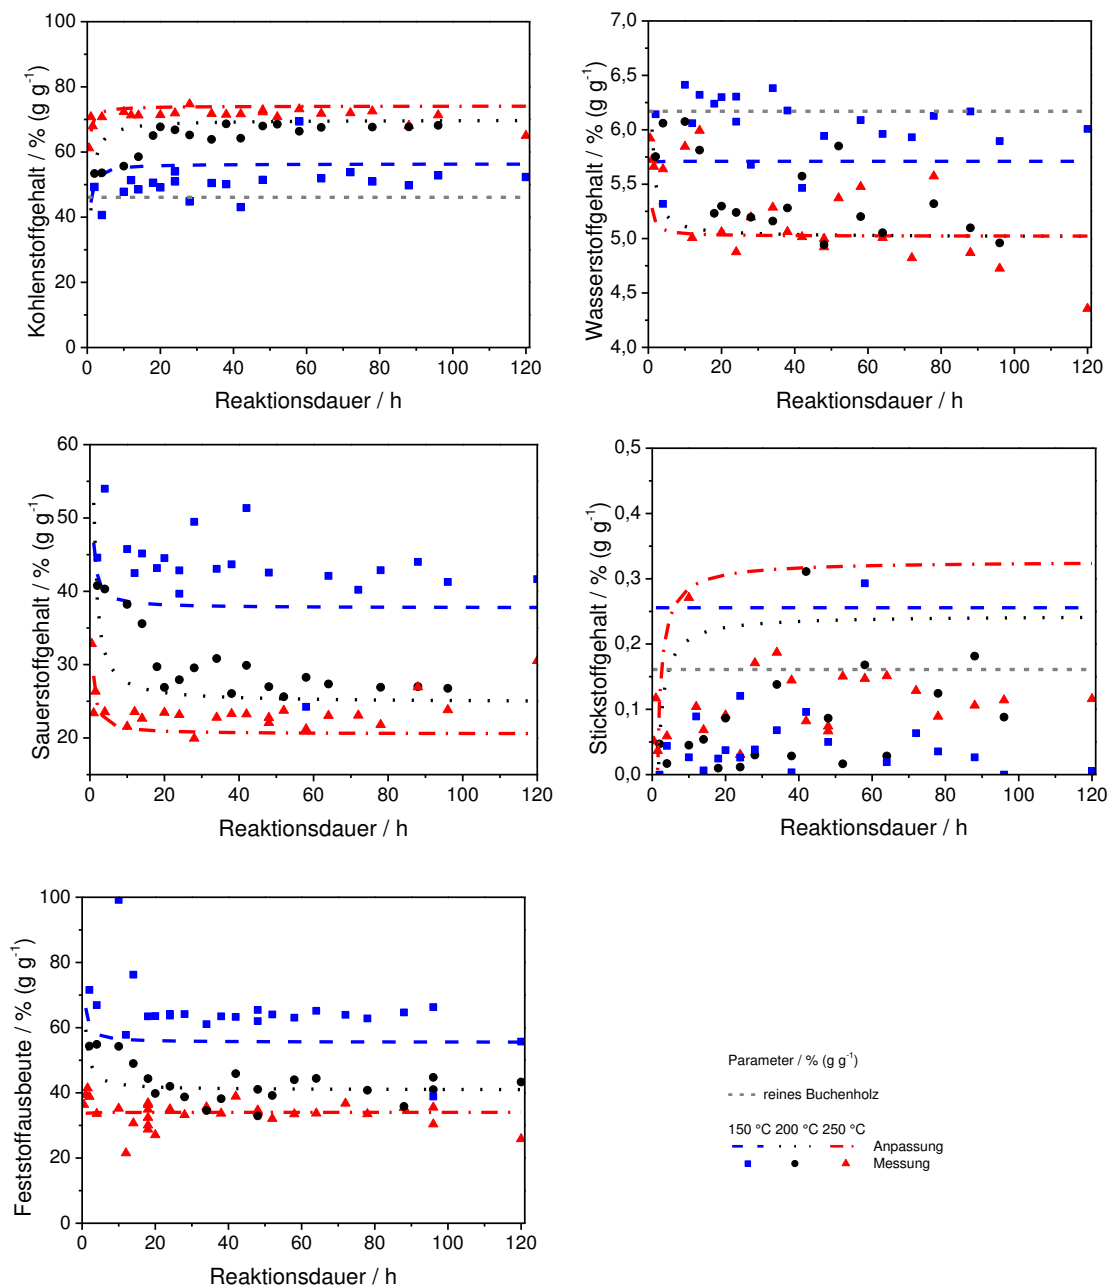 100
80
60
40
20
0
0 20 40 60 80 100 120
Kohlenstoffgehalt / % (g g⁻¹)
Reaktionsdauer / h
7,0
6,5
6,0
5,5
5,0
4,5
4,0
0 20 40 60 80 100 120
Wasserstoffgehalt / % (g g⁻¹)
Reaktionsdauer / h
60
50
40
30
20
0 20 40 60 80 100 120
Sauerstoffgehalt / % (g g⁻¹)
Reaktionsdauer / h
0,5
0,4
0,3
0,2
0,1
0,0
0 20 40 60 80 100 120
Stickstoffgehalt / % (g g⁻¹)
Reaktionsdauer / h
100
80
60
40
20
0
0 20 40 60 80 100 120
Feststoffausbeute / % (g g⁻¹)
Reaktionsdauer / h
Parameter / % (g g⁻¹)
reines Buchenholz
150 °C 200 °C 250 °C
Anpassung
Messung